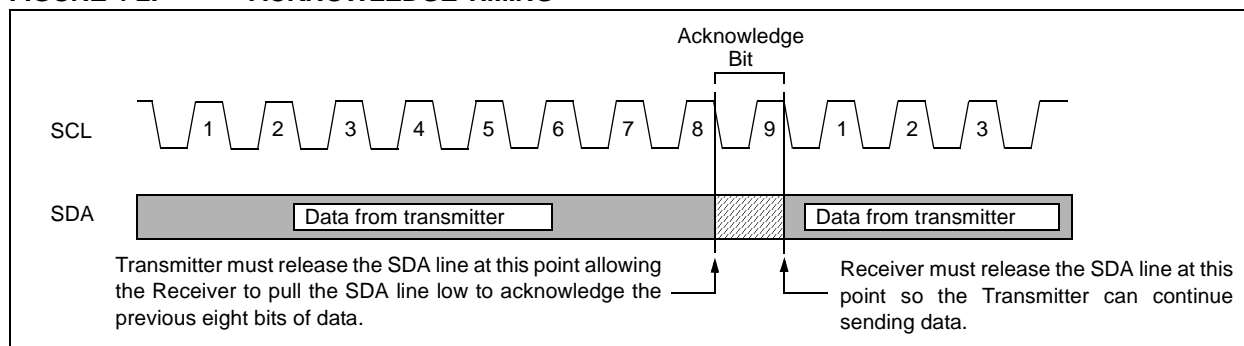 Acknowledge
Bit
SCL
1 2 3 4 5 6 7 8 9 1 2 3
SDA
Data from transmitter
Data from transmitter
Transmitter must release the SDA line at this point allowing
the Receiver to pull the SDA line low to acknowledge the
previous eight bits of data.
Receiver must release the SDA line at this
point so the Transmitter can continue
sending data.